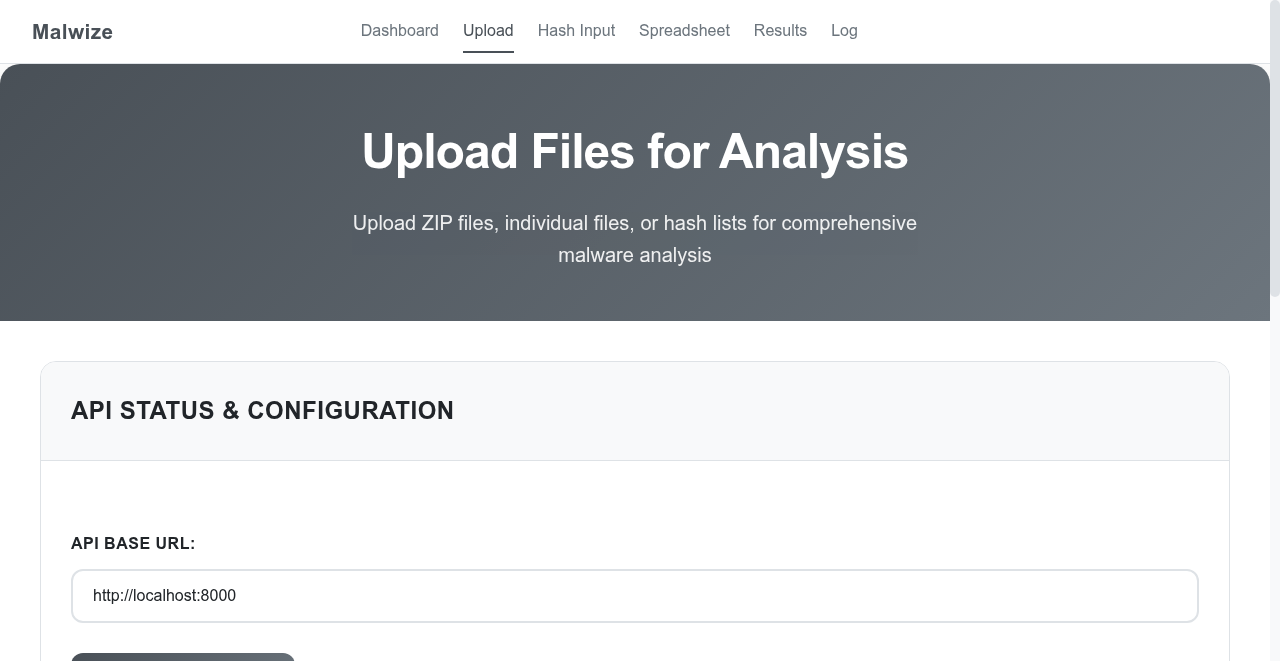 Malwize
Dashboard Upload Hash Input Spreadsheet Results Log
Upload Files for Analysis
Upload ZIP files, individual files, or hash lists for comprehensive
malware analysis
API STATUS & CONFIGURATION
API BASE URL:
http://localhost:8000